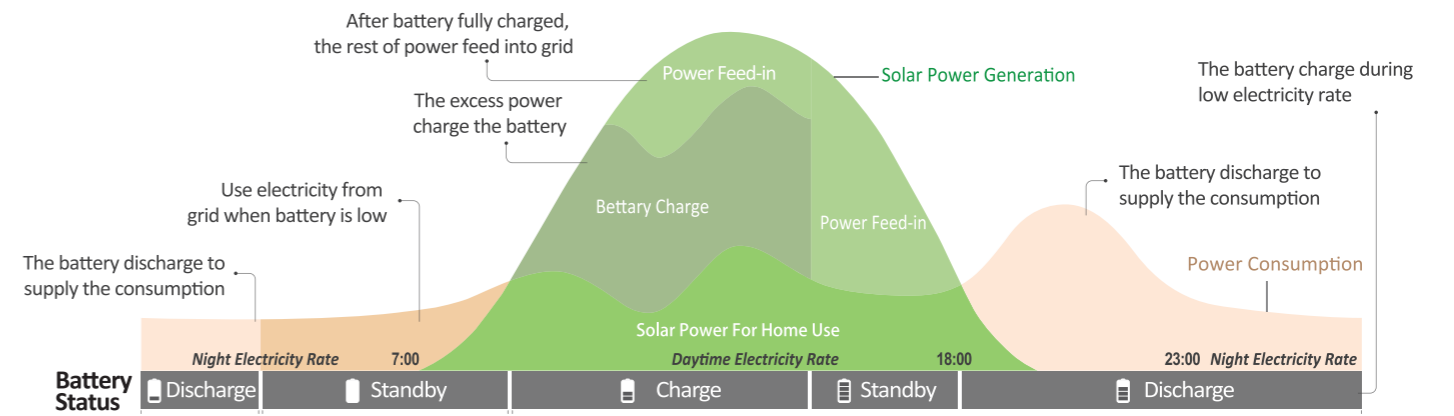 After battery fully charged,
the rest of power feed into grid
Power Feed-in
Solar Power Generation
The battery charge during
low electricity rate
The excess power
charge the battery
The battery discharge to
supply the consumption
Use electricity from
grid when battery is low
Bettary Charge
Power Feed-in
The battery discharge to
supply the consumption
Power Consumption
Solar Power For Home Use
Night Electricity Rate 7:00 Daytime Electricity Rate 18:00 23:00 Night Electricity Rate
Battery
Status
Discharge Standby Charge Standby Discharge